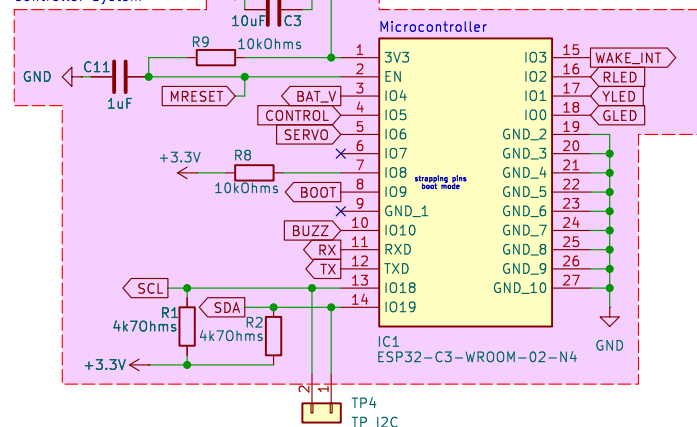 10uF C3
Microcontroller
R9 10kOhms
C11
GND
1uF
MRESET
BAT_V
CONTROL
SERVO
+3.3V
R8
10kOhms
BOOT
BUZZ
RX
TX
SCL
SDA
R1
4k7Ohms
R2
4k7Ohms
+3.3V
1 3V3
2 EN
3 IO4
4 IO5
5 IO6
6 IO7
7 IO8
8 IO9
9 GND_1
10 IO10
11 RXD
12 TXD
13 IO18
14 IO19
strapping pins
boot mode
IO3 15 WAKE_INT
IO2 16 RLED
IO1 17 YLED
IO0 18 GLED
GND_2 19
GND_3 20
GND_4 21
GND_5 22
GND_6 23
GND_7 24
GND_8 25
GND_9 26
GND_10 27
GND
IC1
ESP32-C3-WROOM-02-N4
2 1
TP4
TP_I2C